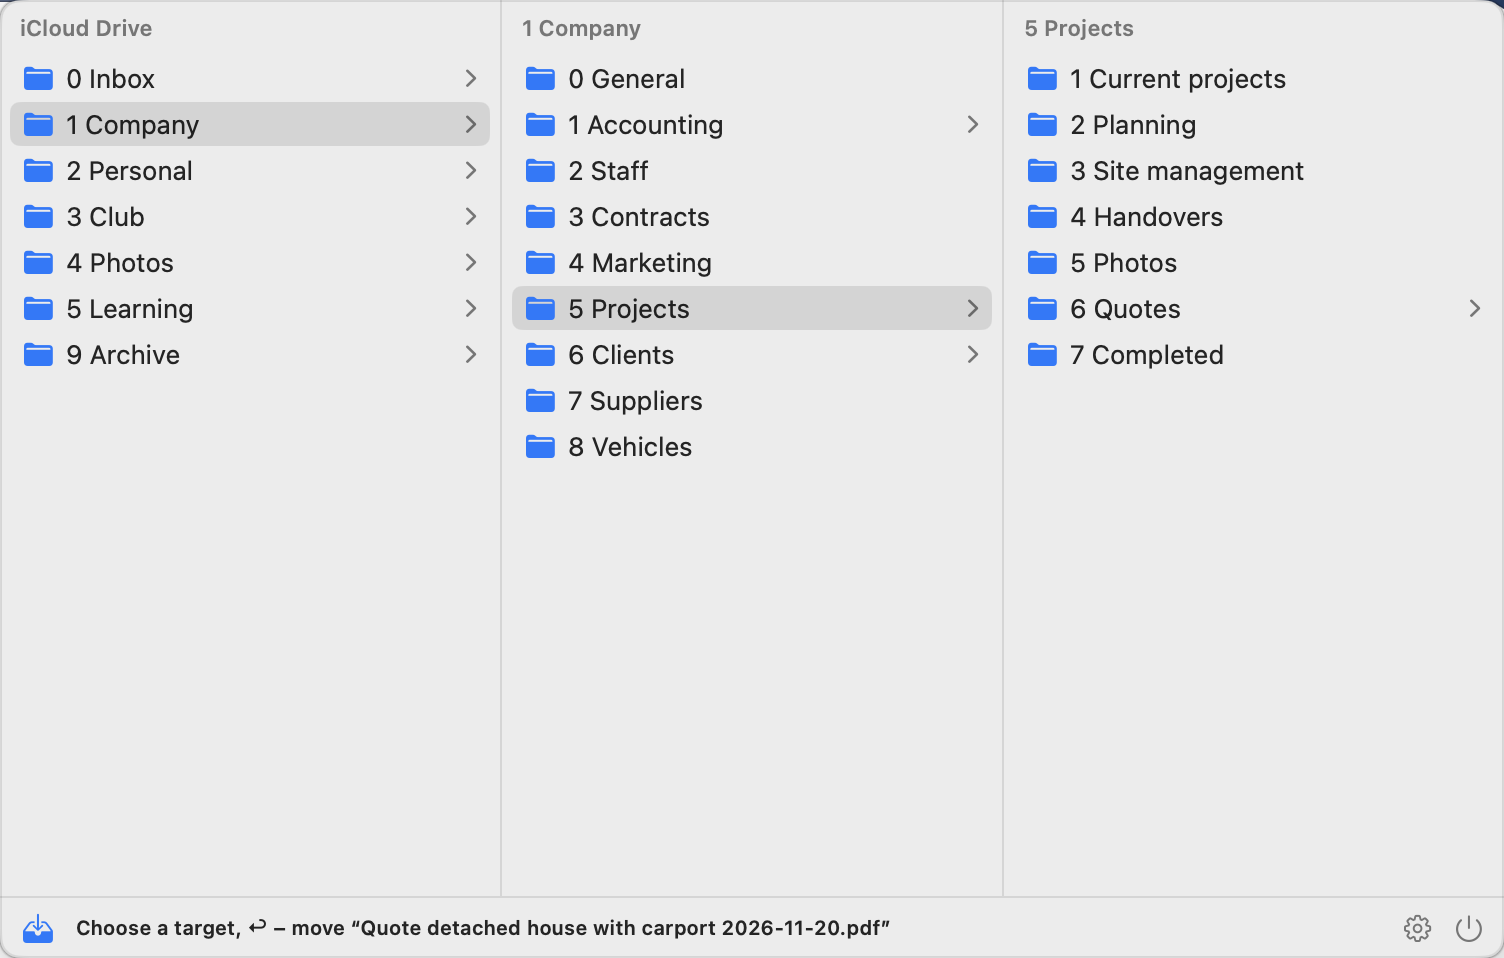 iCloud Drive
0 Inbox
1 Company
2 Personal
3 Club
4 Photos
5 Learning
9 Archive
1 Company
0 General
1 Accounting
2 Staff
3 Contracts
4 Marketing
5 Projects
6 Clients
7 Suppliers
8 Vehicles
5 Projects
1 Current projects
2 Planning
3 Site management
4 Handovers
5 Photos
6 Quotes
7 Completed
Choose a target, ↩ – move “Quote detached house with carport 2026-11-20.pdf”